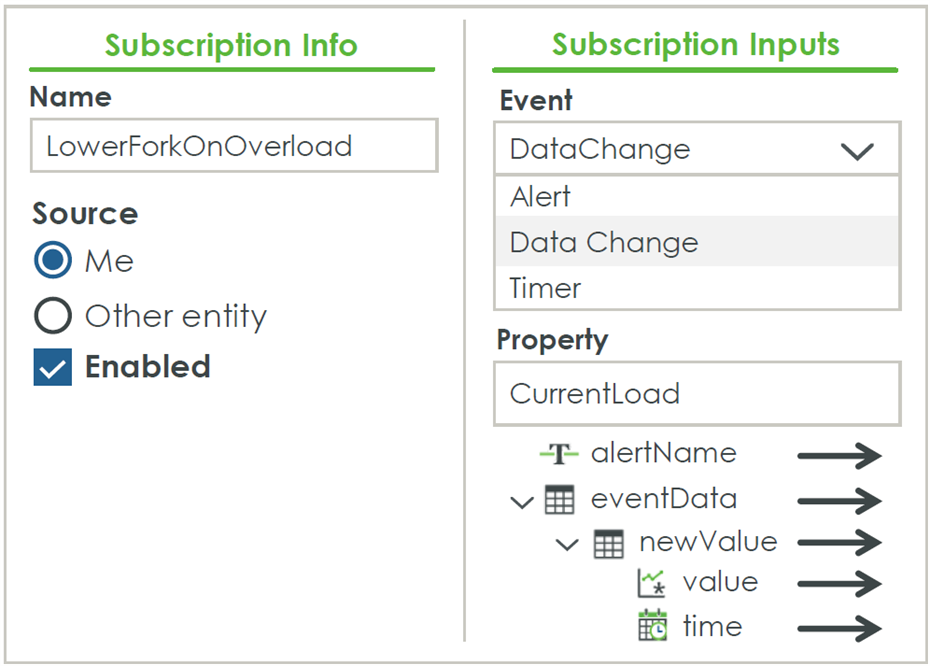 Subscription Info
Name
LowerForkOnOverload
Source
Me
Other entity
Enabled
Subscription Inputs
Event
DataChange
Alert
Data Change
Timer
Property
CurrentLoad
alertName
eventData
newValue
value
time